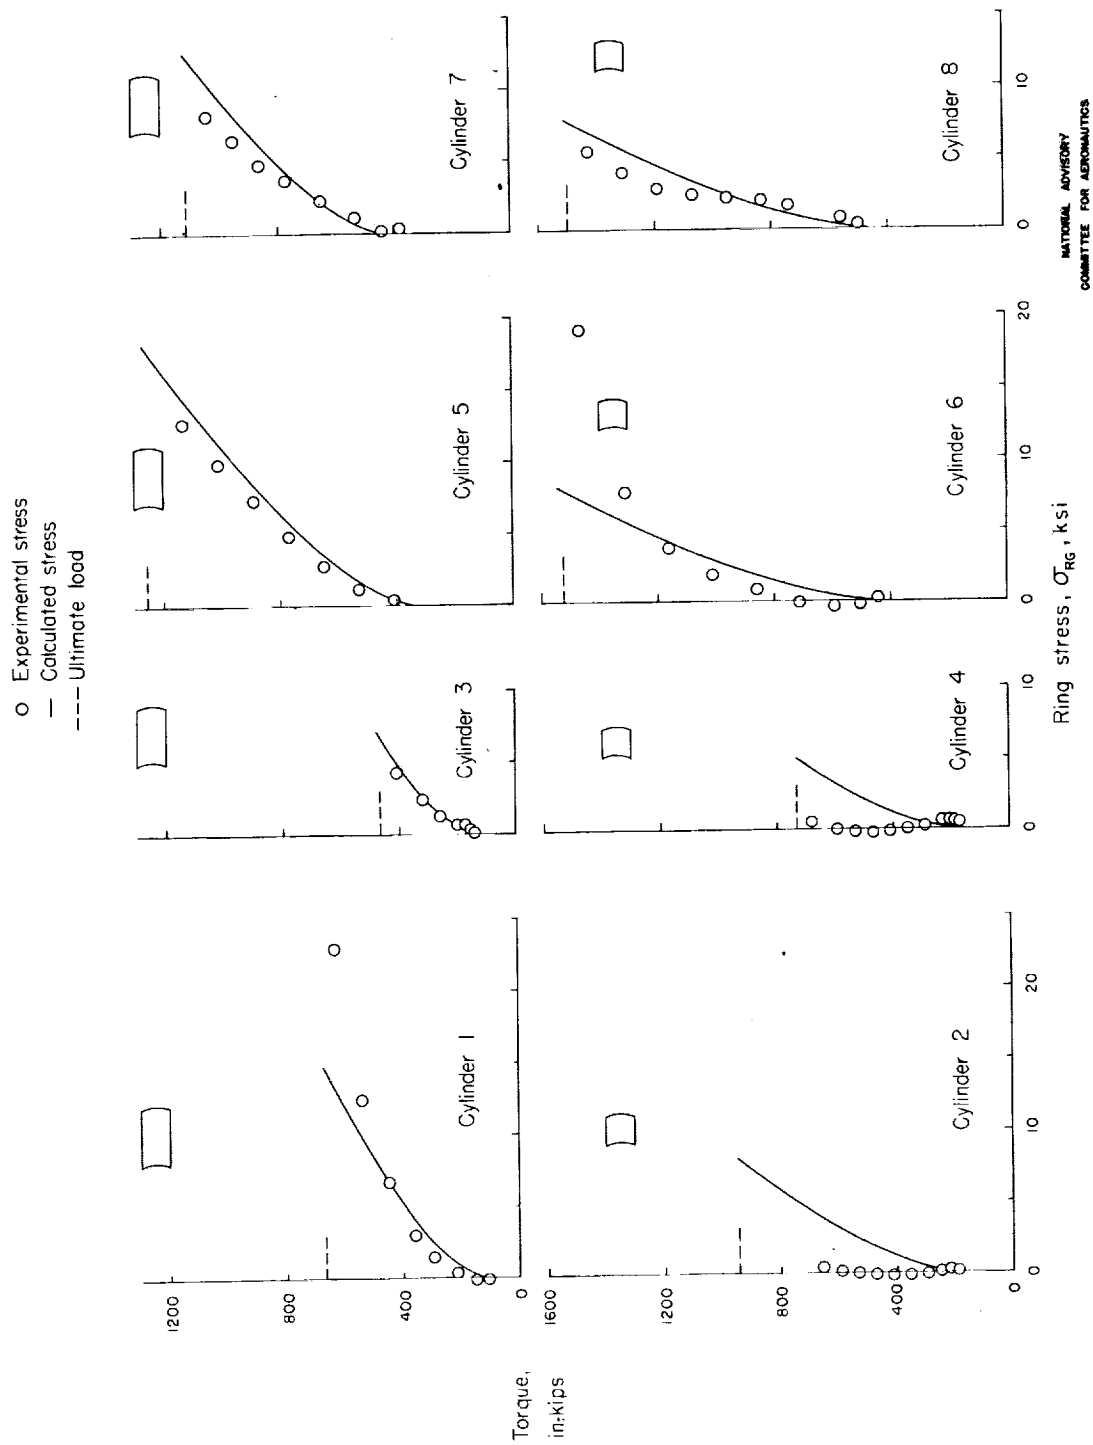 O Experimental stress
— Calculated stress
--- Ultimate load
Torque,
in-kips
1200
800
400
0
Cylinder 1
Cylinder 3
Cylinder 5
Cylinder 7
1600
1200
800
400
0
Cylinder 2
Cylinder 4
Cylinder 6
Cylinder 8
0
10
20
0
10
0
10
20
0
10
Ring stress, σRG, ksi
NATIONAL ADVISORY
COMMITTEE FOR AERONAUTICS